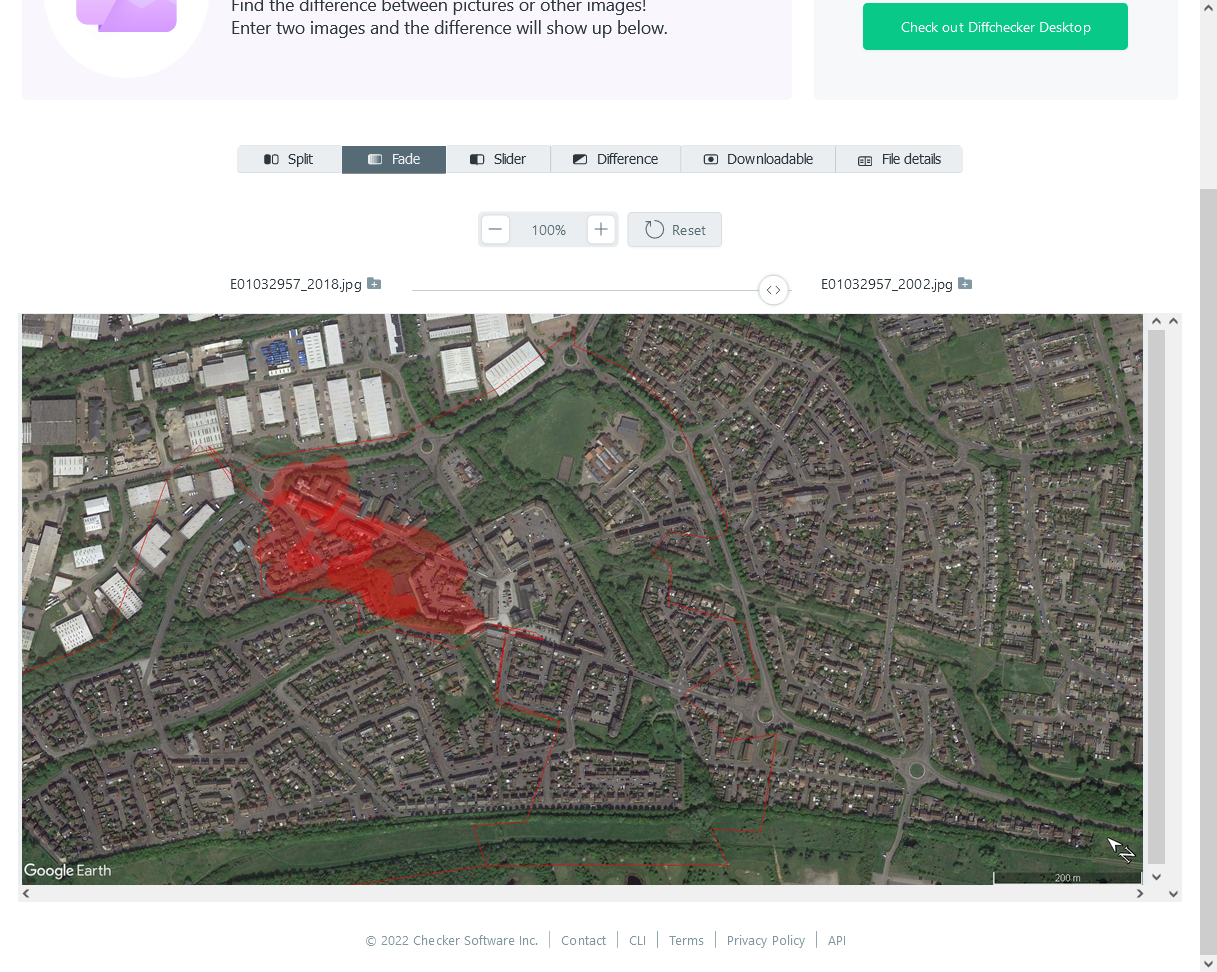 Find the difference between pictures or other images!
Enter two images and the difference will show up below.
Check out Diffchecker Desktop
Split
Fade
Slider
Difference
Downloadable
File details
100%
Reset
E01032957_2018.jpg
E01032957_2002.jpg
Google Earth
N
200 m
© 2022 Checker Software Inc.
Contact
CLI
Terms
Privacy Policy
API